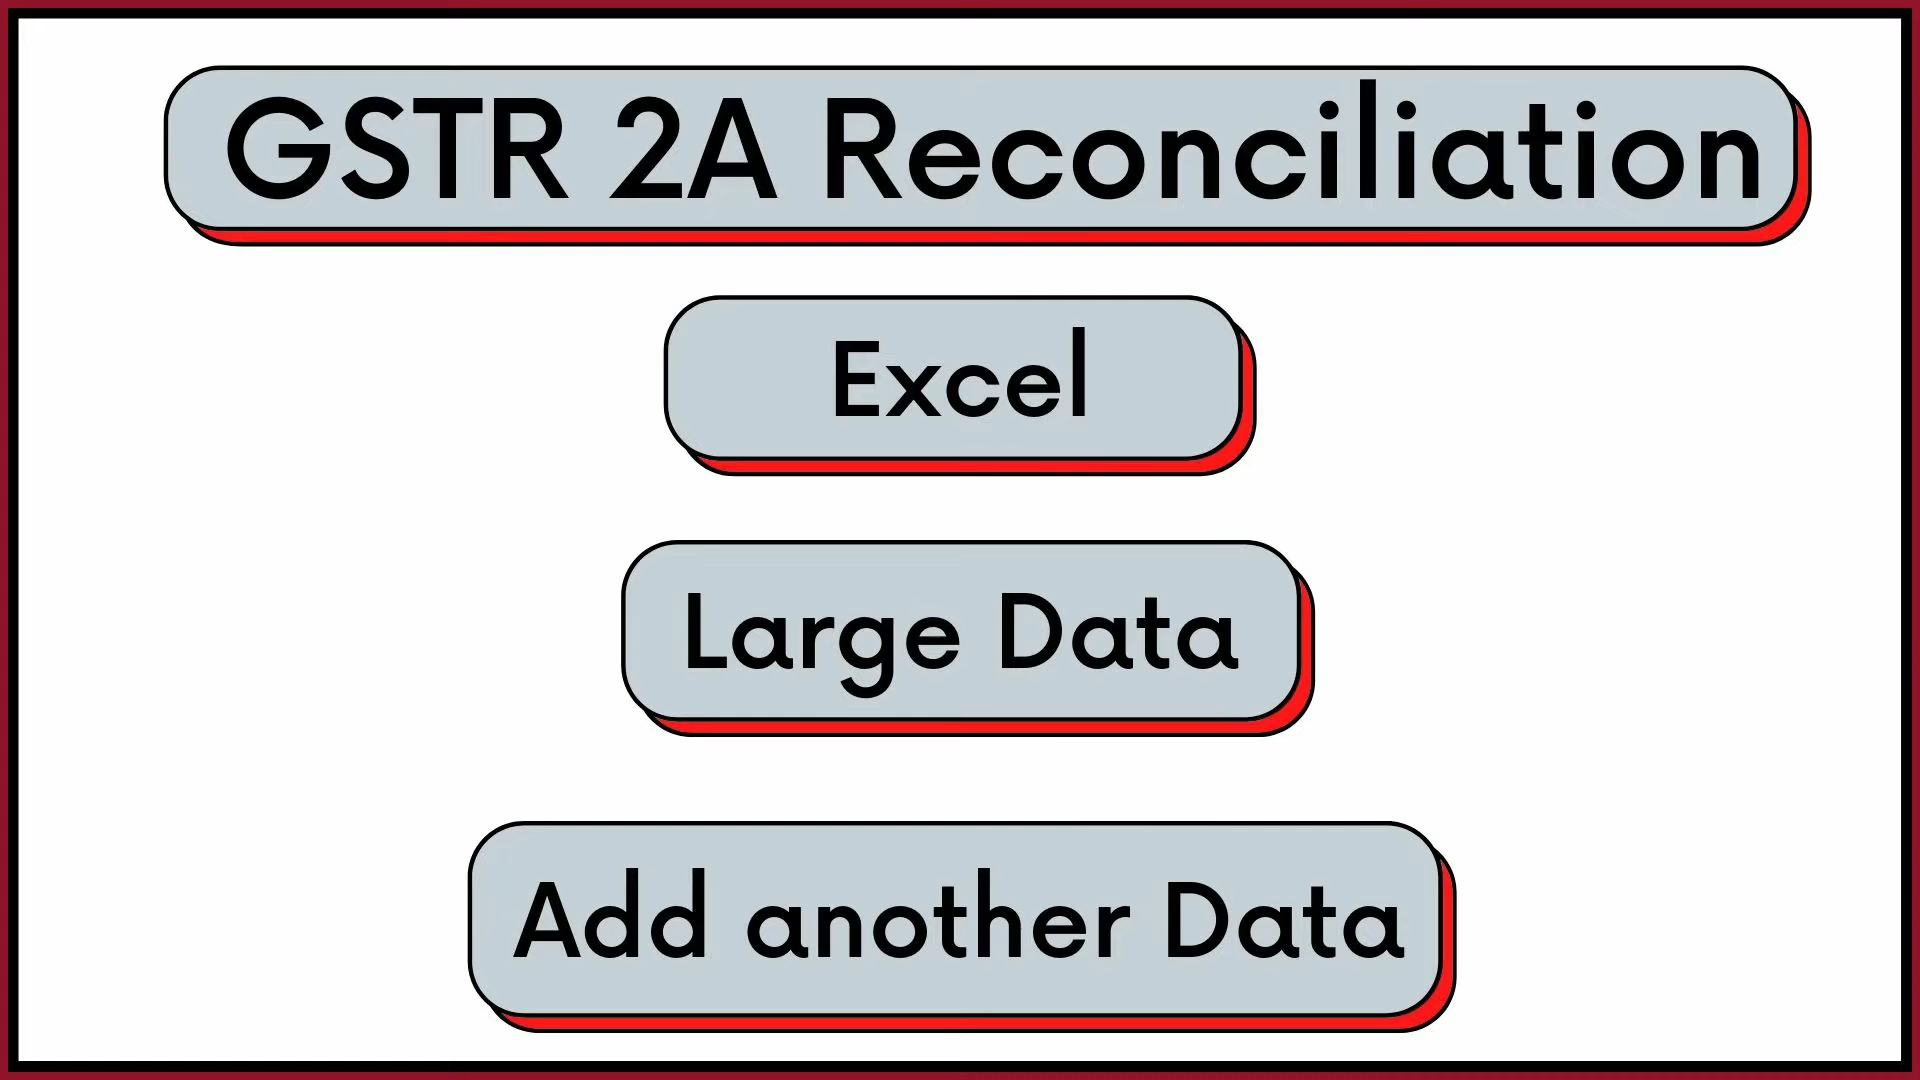 GSTR 2A Reconciliation
Excel
Large Data
Add another Data